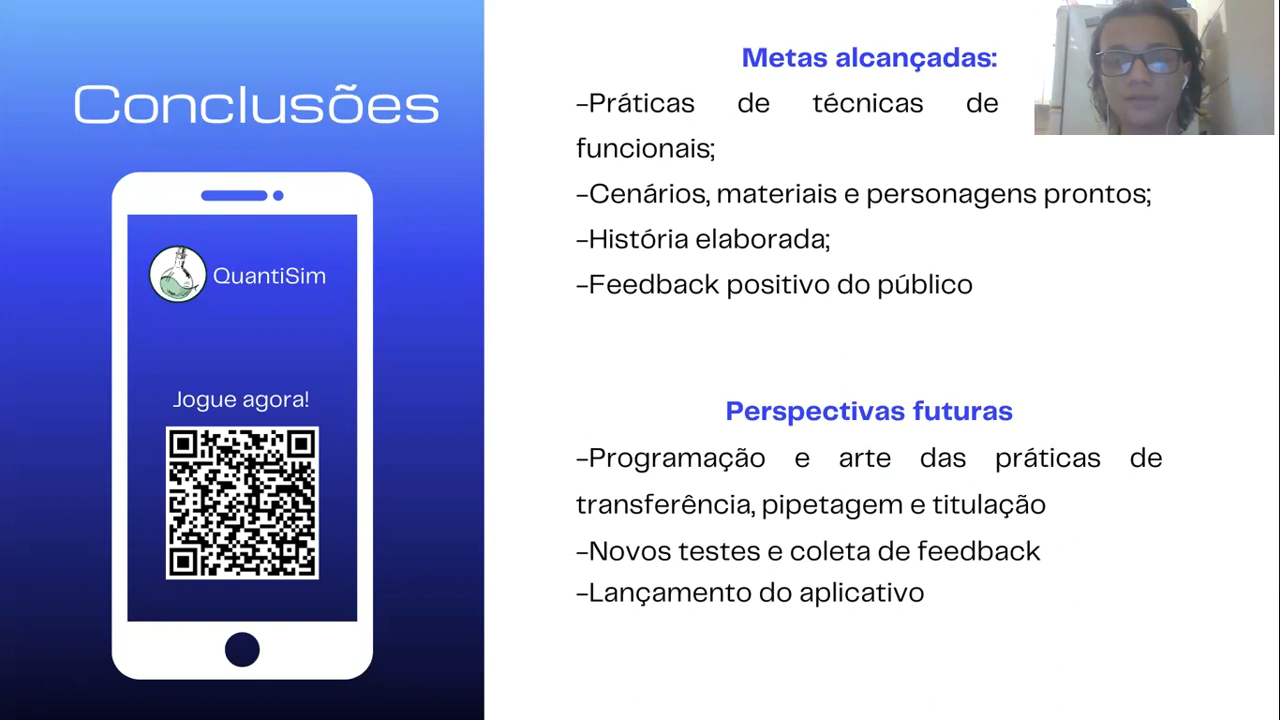 Conclusões
QuantiSim
Jogue agora!
Metas alcançadas:
-Práticas de técnicas de
funcionais;
-Cenários, materiais e personagens prontos;
-História elaborada;
-Feedback positivo do público
Perspectivas futuras
-Programação e arte das práticas de
transferência, pipetagem e titulação
-Novos testes e coleta de feedback
-Lançamento do aplicativo